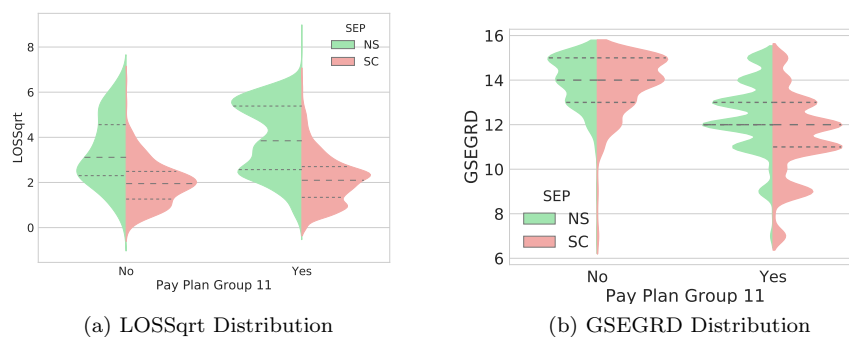 SEP
NS
SC
8
6
4
2
0
LOSSqrt
No
Yes
Pay Plan Group 11
(a) LOSSqrt Distribution
16
14
12
10
8
6
GSEGRD
SEP
NS
SC
No
Yes
Pay Plan Group 11
(b) GSEGRD Distribution